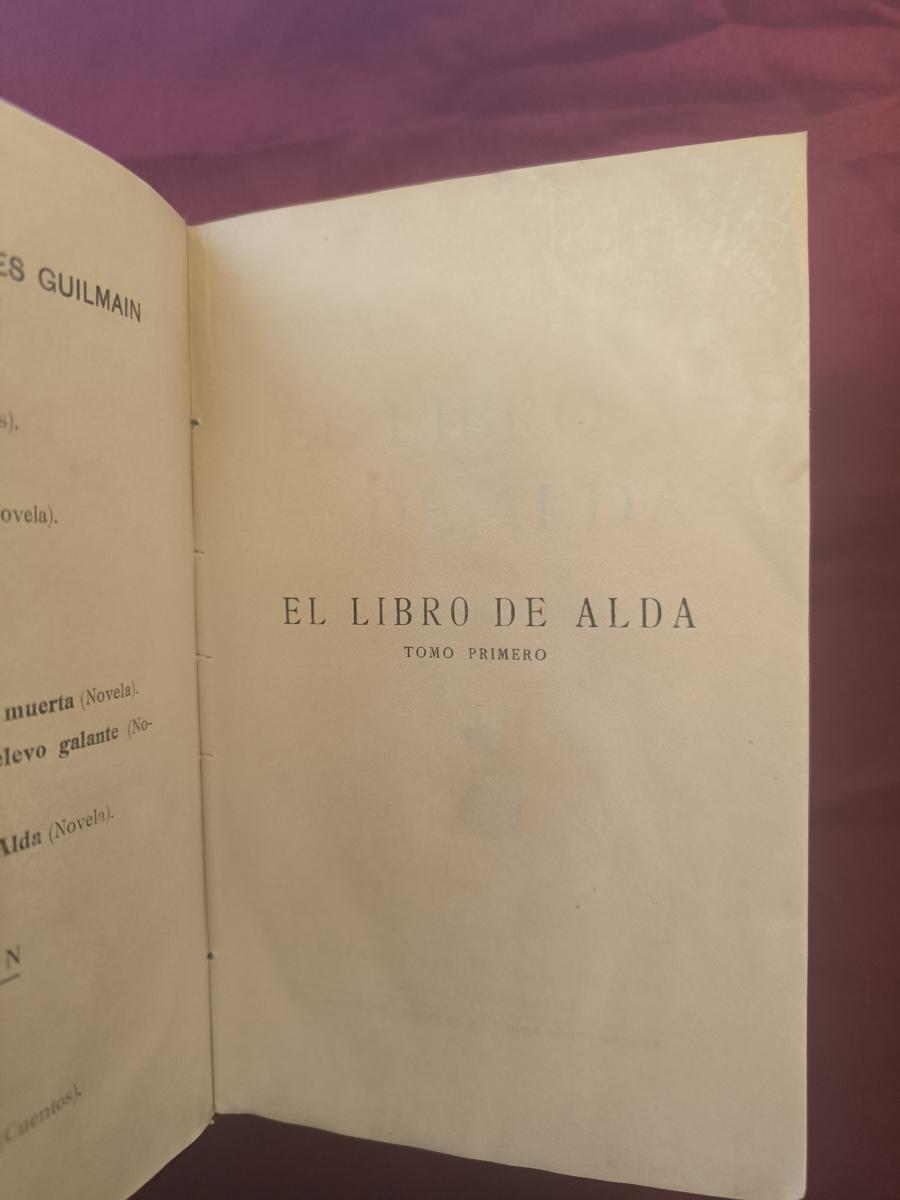 ES GUILMAIN
s).
ovela).
muerta (Novela).
elevo galante (No-
Alda (Novela).
N
(Cuentos).
EL LIBRO DE ALDA
TOMO PRIMERO